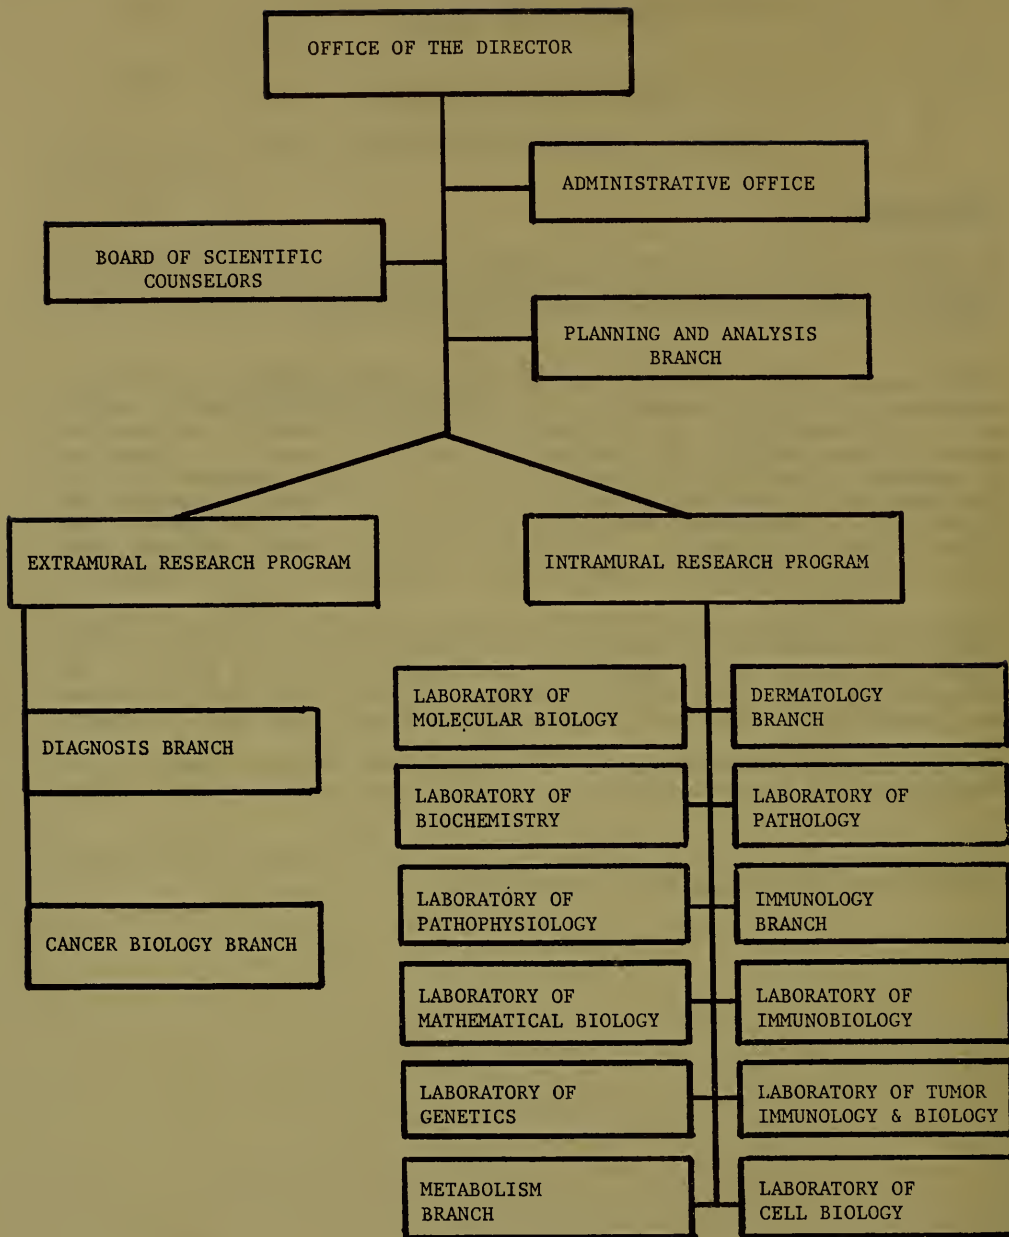 OFFICE OF THE DIRECTOR
ADMINISTRATIVE OFFICE
BOARD OF SCIENTIFIC
COUNSELORS
PLANNING AND ANALYSIS
BRANCH
EXTRAMURAL RESEARCH PROGRAM
INTRAMURAL RESEARCH PROGRAM
DIAGNOSIS BRANCH
CANCER BIOLOGY BRANCH
LABORATORY OF
MOLECULAR BIOLOGY
DERMATOLOGY
BRANCH
LABORATORY OF
BIOCHEMISTRY
LABORATORY OF
PATHOLOGY
LABORATORY OF
PATHOPHYSIOLOGY
IMMUNOLOGY
BRANCH
LABORATORY OF
MATHEMATICAL BIOLOGY
LABORATORY OF
IMMUNOBIOLOGY
LABORATORY OF
GENETICS
LABORATORY OF TUMOR
IMMUNOLOGY & BIOLOGY
METABOLISM
BRANCH
LABORATORY OF
CELL BIOLOGY